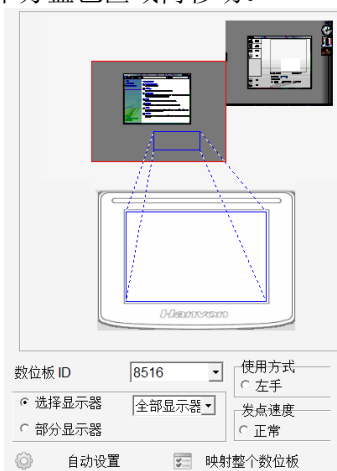 Hanvon
数位板 ID
8516
使用方式
左手
选择显示器
全部显示器
发点速度
部分显示器
正常
自动设置
映射整个数位板